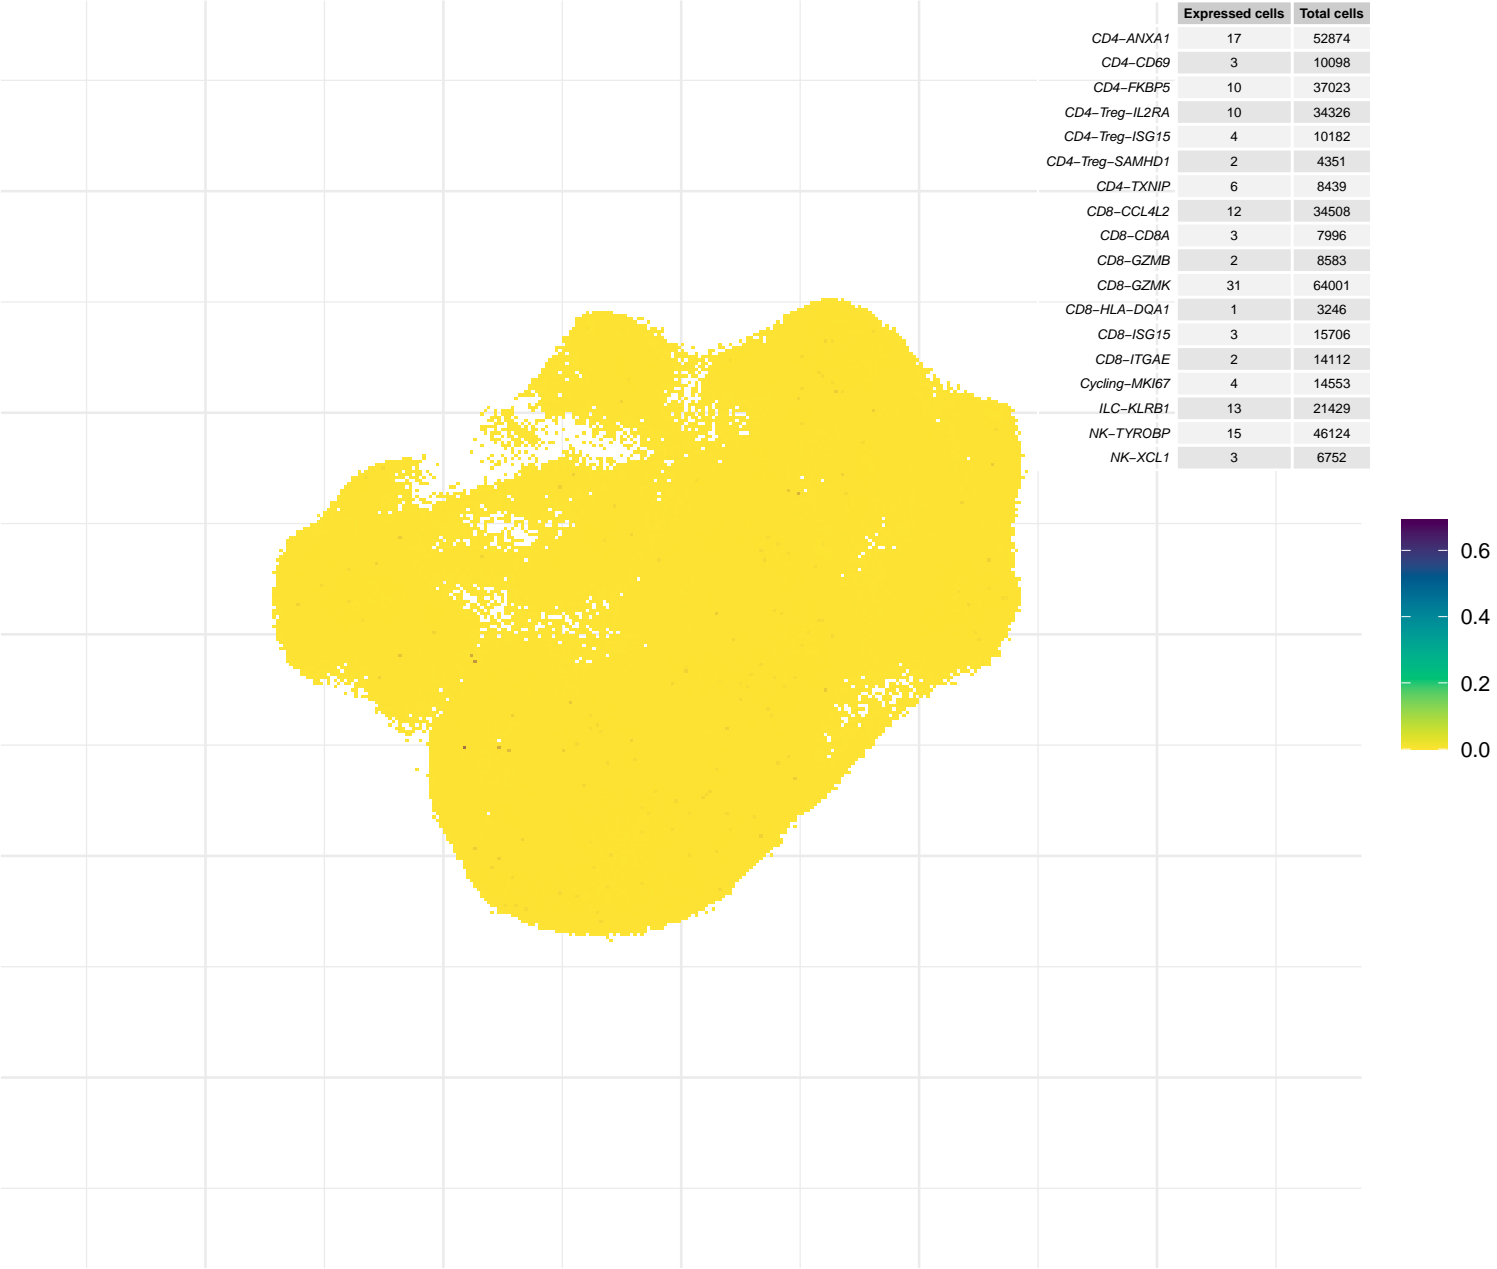 Expressed cells Total cells
CD4−ANXA1 17 52874
CD4−CD69 3 10098
CD4−FKBP5 10 37023
CD4−Treg−IL2RA 10 34326
CD4−Treg−ISG15 4 10182
CD4−Treg−SAMHD1 2 4351
CD4−TXNIP 6 8439
CD8−CCL4L2 12 34508
CD8−CD8A 3 7996
CD8−GZMB 2 8583
CD8−GZMK 31 64001
CD8−HLA−DQA1 1 3246
CD8−ISG15 3 15706
CD8−ITGAE 2 14112
Cycling−MKI67 4 14553
ILC−KLRB1 13 21429
NK−TYROBP 15 46124
NK−XCL1 3 6752
0.6
0.4
0.2
0.0